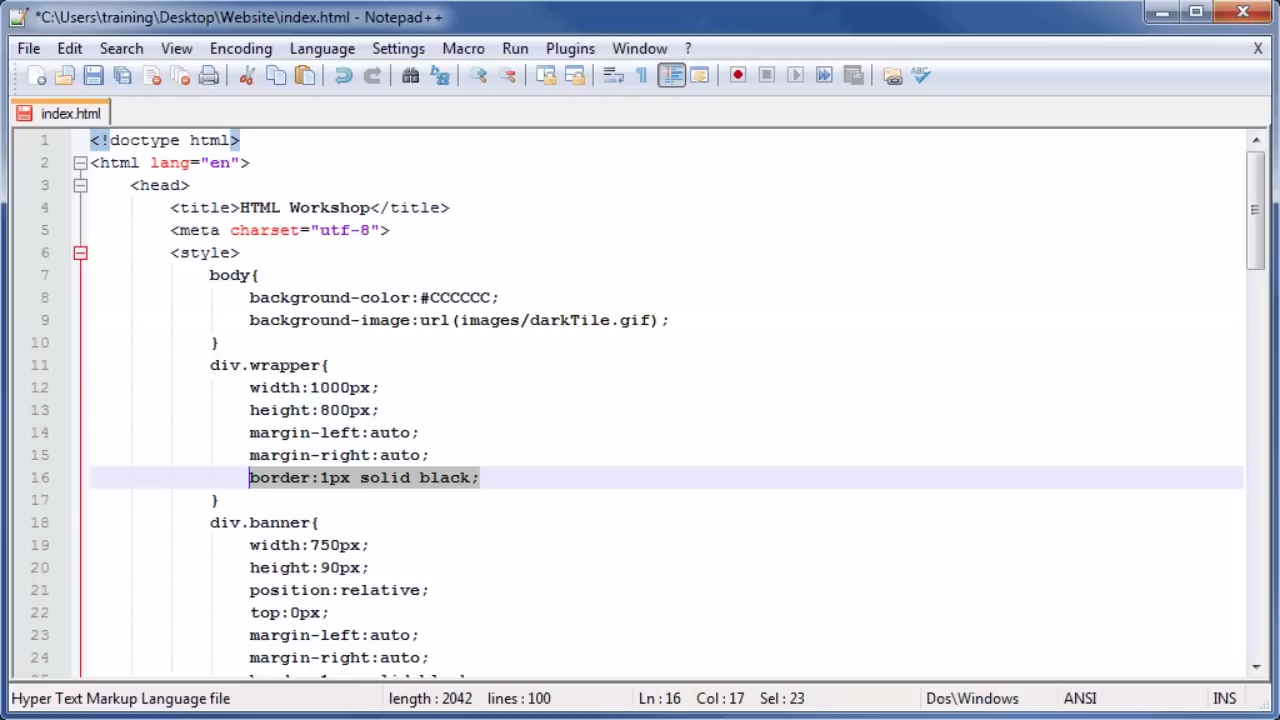 *C:\Users\training\Desktop\Website\index.html - Notepad++
File Edit Search View Encoding Language Settings Macro Run Plugins Window ? X
index.html
1 <!doctype html>
2 <html lang="en">
3 <head>
4 <title>HTML Workshop</title>
5 <meta charset="utf-8">
6 <style>
7 body{
8 background-color:#CCCCCC;
9 background-image:url(images/darkTile.gif);
10 }
11 div.wrapper{
12 width:1000px;
13 height:800px;
14 margin-left:auto;
15 margin-right:auto;
16 border:1px solid black;
17 }
18 div.banner{
19 width:750px;
20 height:90px;
21 position:relative;
22 top:0px;
23 margin-left:auto;
24 margin-right:auto;
Hyper Text Markup Language file length : 2042 lines : 100 Ln : 16 Col : 17 Sel : 23 Dos\Windows ANSI INS